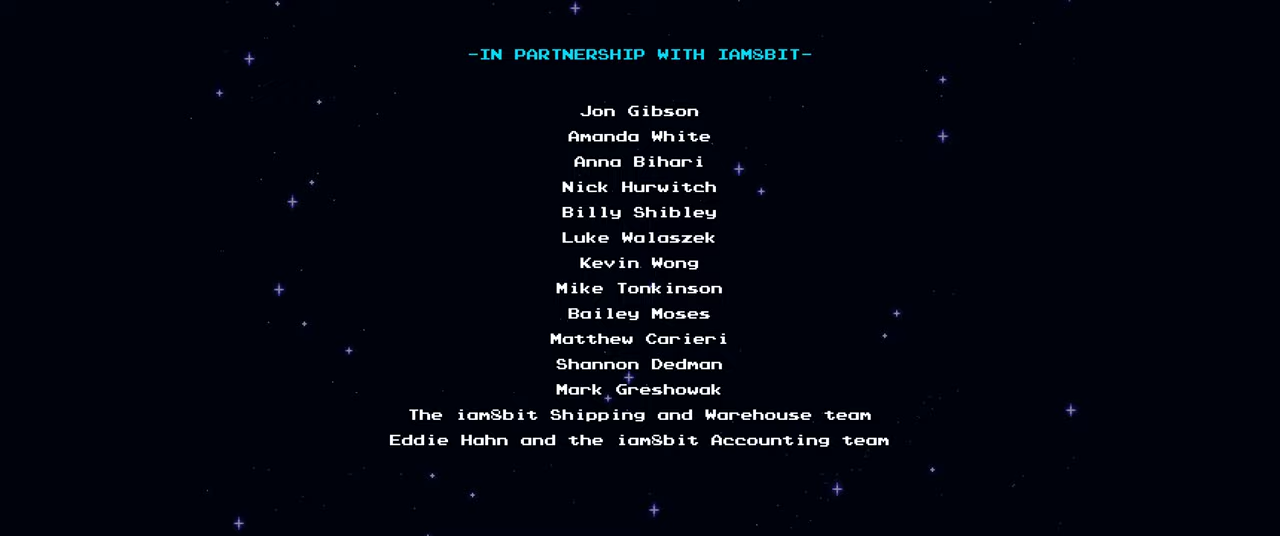 -IN PARTNERSHIP WITH IAM8BIT-
Jon Gibson
Amanda White
Anna Bihari
Nick Hurwitch
Billy Shibley
Luke Walaszek
Kevin Wong
Mike Tonkinson
Bailey Moses
Matthew Carieri
Shannon Dedman
Mark Greshowak
The iam8bit Shipping and Warehouse team
Eddie Hahn and the iam8bit Accounting team